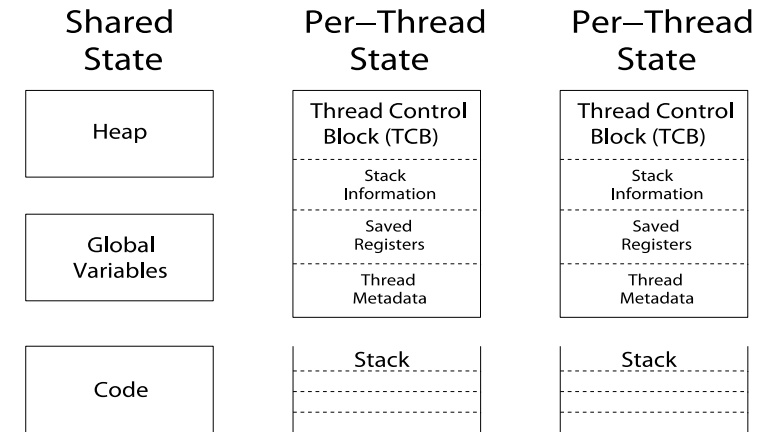 Shared
State
Heap
Global
Variables
Code
Per–Thread
State
Thread Control
Block (TCB)
Stack
Information
Saved
Registers
Thread
Metadata
Stack
Per–Thread
State
Thread Control
Block (TCB)
Stack
Information
Saved
Registers
Thread
Metadata
Stack